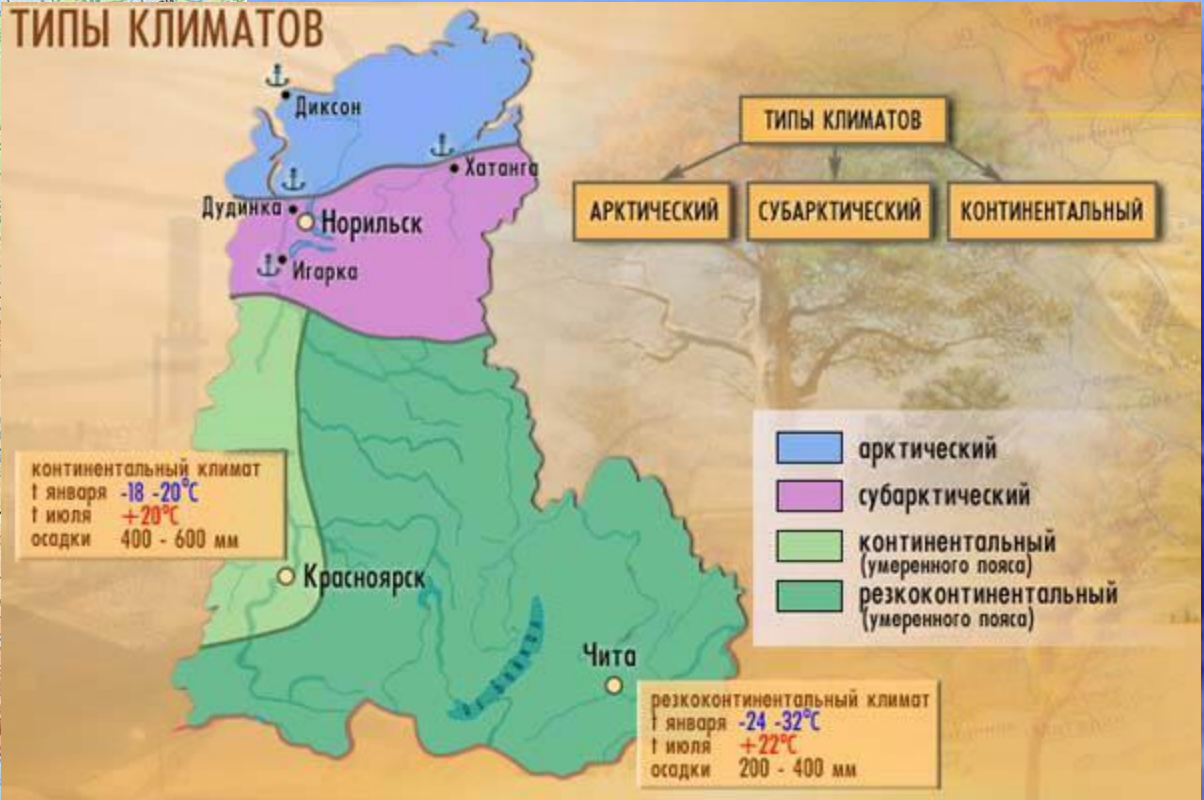 ТИПЫ КЛИМАТОВ
Диксон
Хатанга
Дудинка
Норильск
Игарка
ТИПЫ КЛИМАТОВ
АРКТИЧЕСКИЙ
СУБАРКТИЧЕСКИЙ
КОНТИНЕНТАЛЬНЫЙ
континентальный климат
t января -18 -20°С
t июля +20°С
осадки 400 - 600 мм
Красноярск
арктический
субарктический
континентальный
(умеренного пояса)
резкоконтинентальный
(умеренного пояса)
Чита
резкоконтинентальный климат
t января -24 -32°С
t июля +22°С
осадки 200 - 400 мм